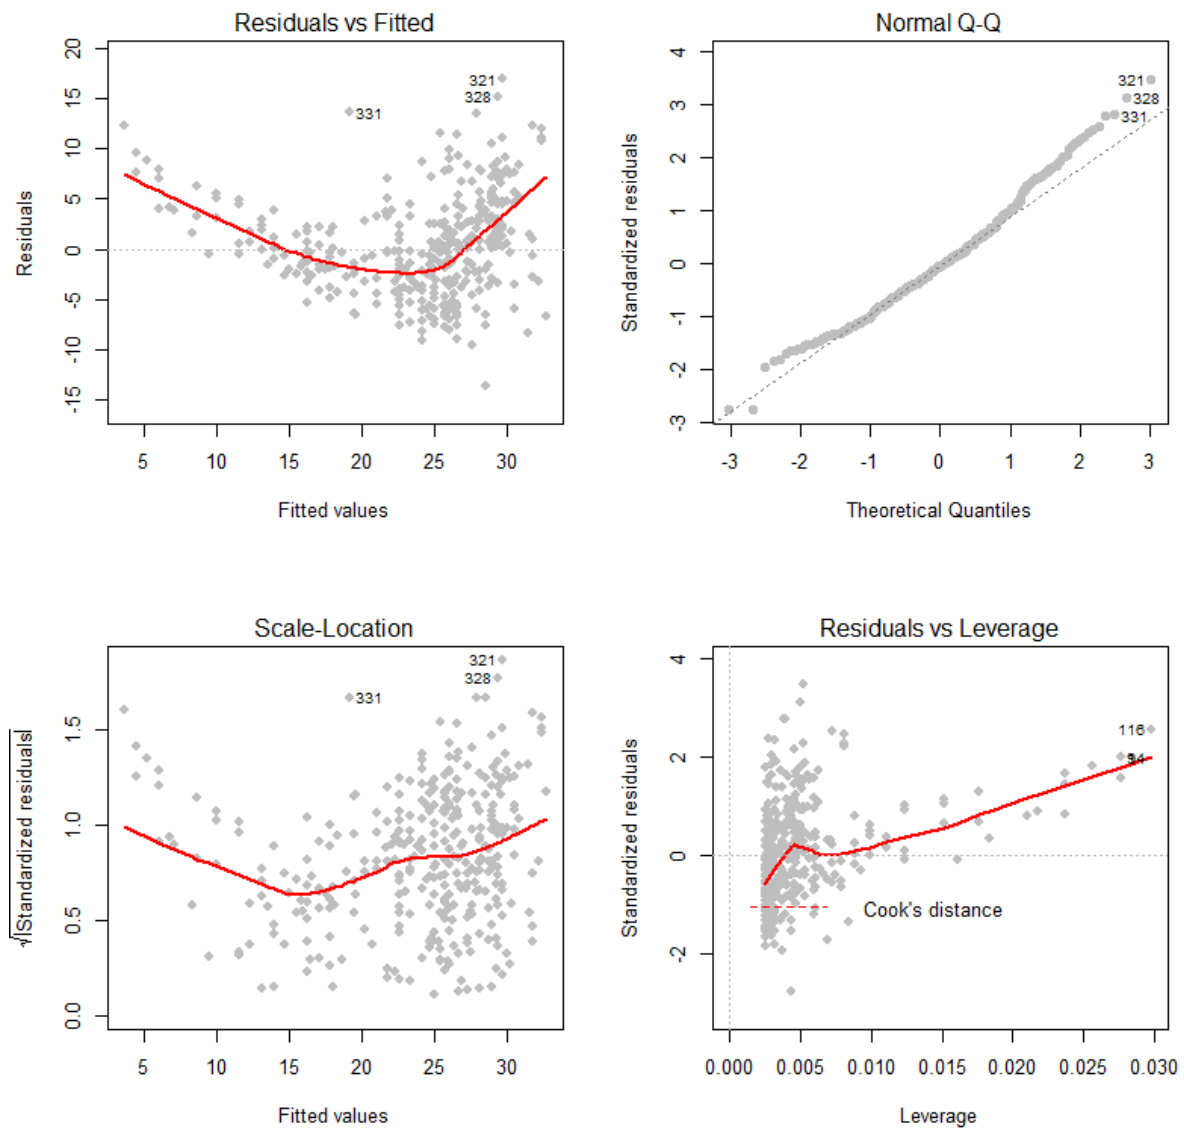 Residuals vs Fitted
Residuals
20
15
10
5
0
-5
-10
-15
321
328
331
5 10 15 20 25 30
Fitted values
Normal Q-Q
Standardized residuals
4
3
2
1
0
-1
-2
-3
321
328
331
-3 -2 -1 0 1 2 3
Theoretical Quantiles
Scale-Location
√|Standardized residuals|
1.5
1.0
0.5
0.0
321
328
331
5 10 15 20 25 30
Fitted values
Residuals vs Leverage
Standardized residuals
4
2
0
-2
116
Cook's distance
0.000 0.005 0.010 0.015 0.020 0.025 0.030
Leverage